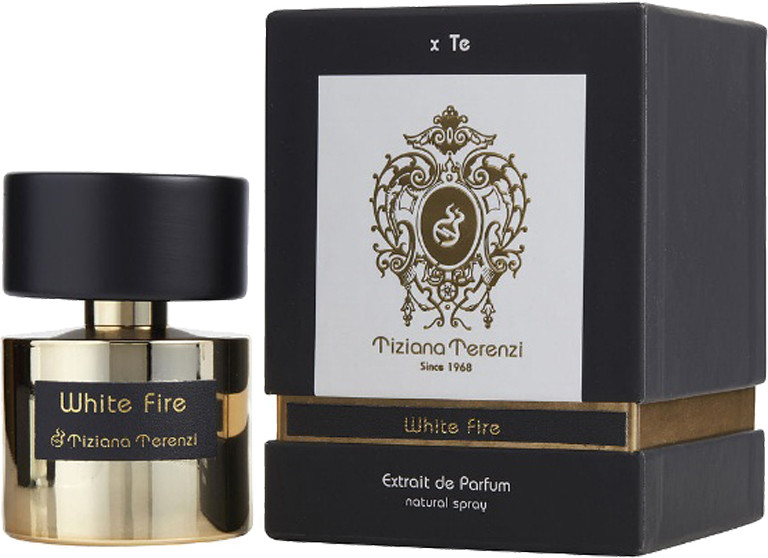 x Te
Tiziana Terenzi
Since 1968
White Fire
Extrait de Parfum
natural spray
White Fire
Tiziana Terenzi